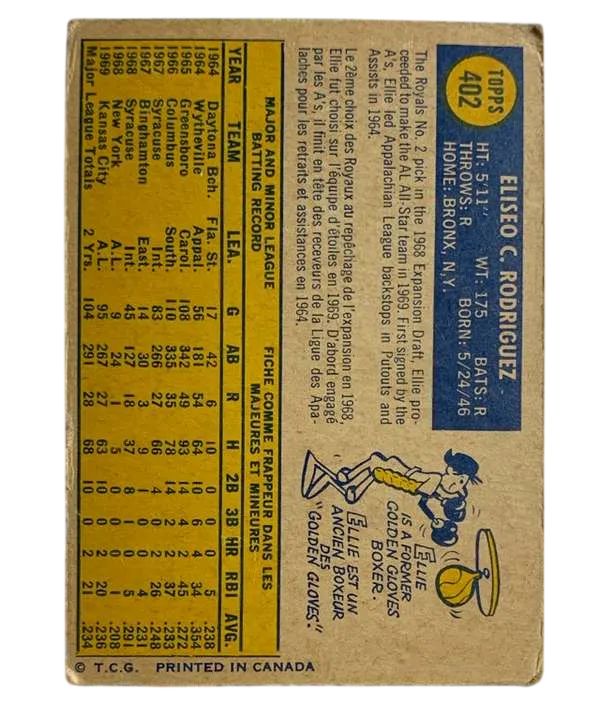 TOPPS
402
ELISEO C. RODRIGUEZ
HT: 5'11" WT: 175 BATS: R
THROWS: R BORN: 5/24/46
HOME: BRONX, N.Y.
The Royals No. 2 pick in the 1968 Expansion Draft, Ellie pro-
ceeded to make the AL All-Star team in 1969. First signed by the
A's, Ellie led Appalachian League backstops in Putouts and
Assists in 1964.
Le 2ème choix des Royaux au repêchage de l'expansion en 1968,
Ellie fut choisi sur l'équipe d'étoiles en 1969. D'abord engagé
par les A's, il finit en tête des receveurs de la Ligue des Apa-
laches pour les retraits et assistances en 1964.
ELLIE
IS A FORMER
GOLDEN GLOVES
BOXER.
ELLIE EST UN
ANCIEN BOXEUR
DES
"GOLDEN GLOVES".
MAJOR AND MINOR LEAGUE
BATTING RECORD
FICHE COMME FRAPPEUR DANS LES
MAJEURES ET MINEURES
YEAR TEAM LEA. G AB R H 2B 3B HR RBI AVG.
1964 Daytona Bch. Fla. St. 17 42 6 10 0 0 0 5 .238
1964 Wytheville Appal. 56 181 54 64 4 34 .354
1965 Greensboro Carol. 108 342 49 93 14 4 45 .272
1966 Columbus South. 110 335 35 78 14 2 2 37 .233
1967 Syracuse Int. 83 266 27 66 4 2 26 .248
1967 Binghamton East. 14 30 3 9 1 0 4
1968 Syracuse Int. 45 127 18 37 8 1 5 .291
1968 New York A.L. 9 24 1 5 0 0 0 1 .208
1969 Kansas City A.L. 95 267 27 63 10 0 2 20 .236
Major League Totals 2 Yrs. 104 291 28 68 10 0 2 21 .234
© T.C.G. PRINTED IN CANADA